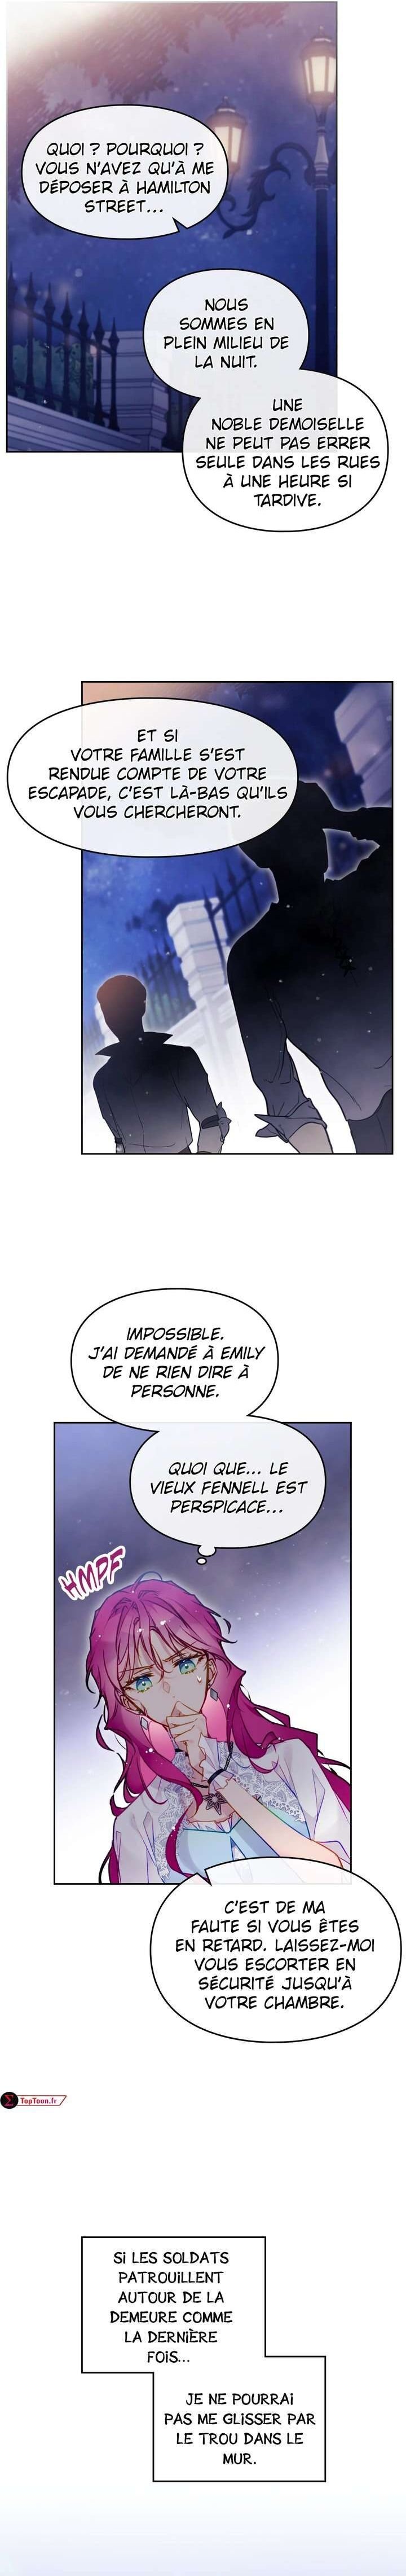 QUOI ? POURQUOI ?
VOUS N'AVEZ QU'À ME
DÉPOSER À HAMILTON
STREET...
NOUS
SOMMES EN
PLEIN MILIEU DE
LA NUIT.
UNE
NOBLE DEMOISELLE
NE PEUT PAS ERRER
SEULE DANS LES RUES
À UNE HEURE SI
TARDIVE.
ET SI
VOTRE FAMILLE S'EST
RENDUE COMPTE DE VOTRE
ESCAPADE, C'EST LÀ-BAS QU'ILS
VOUS CHERCHERONT.
IMPOSSIBLE.
J'AI DEMANDÉ À EMILY
DE NE RIEN DIRE À
PERSONNE.
QUOI QUE... LE
VIEUX FENNELL EST
PERSPICACE...
HMPF
C'EST DE MA
FAUTE SI VOUS ÊTES
EN RETARD. LAISSEZ-MOI
VOUS ESCORTER EN
SÉCURITÉ JUSQU'À
VOTRE CHAMBRE.
TopToon.fr
SI LES SOLDATS
PATROUILLENT
AUTOUR DE LA
DEMEURE COMME
LA DERNIÈRE
FOIS...
JE NE POURRAI
PAS ME GLISSER PAR
LE TROU DANS LE
MUR.